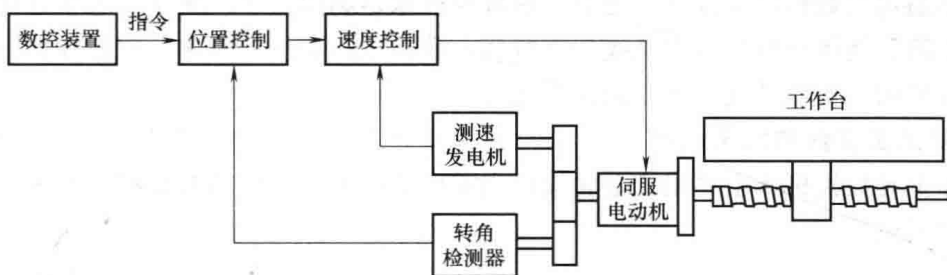 指令
数控装置
位置控制
速度控制
工作台
测速
发电机
伺服
电动机
转角
检测器